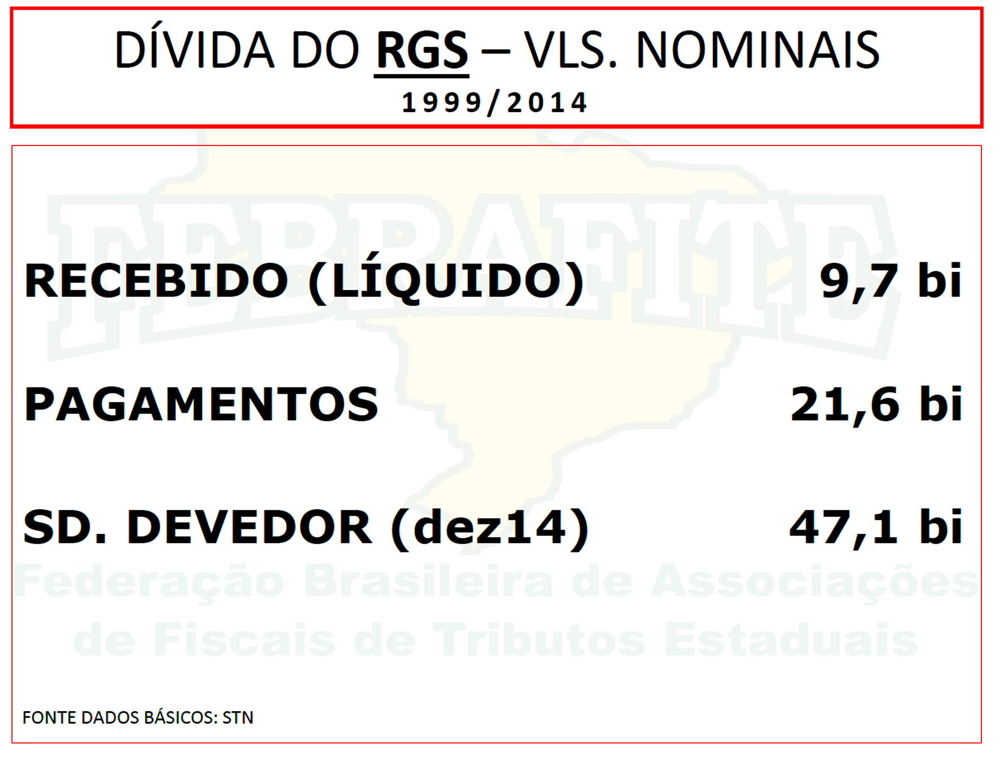 DÍVIDA DO RGS – VLS. NOMINAIS
1999/2014
FEBRAFITE
RECEBIDO (LÍQUIDO) 9,7 bi
PAGAMENTOS 21,6 bi
SD. DEVEDOR (dez14) 47,1 bi
Federação Brasileira de Associações
de Fiscais de Tributos Estaduais
FONTE DADOS BÁSICOS: STN